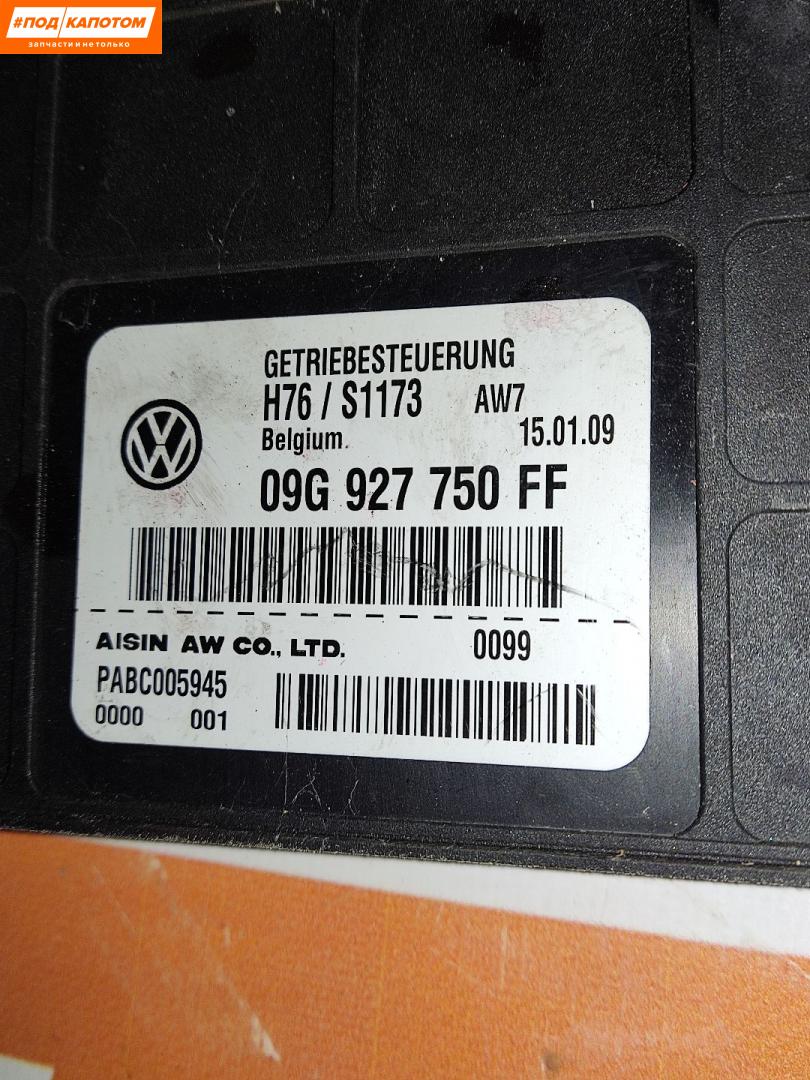 #ПОД КАПОТОМ
запчасти и не только
GETRIEBESTEUERUNG
H76 / S1173 AW7
Belgium. 15.01.09
09G 927 750 FF
AISIN AW CO., LTD. 0099
PABC005945
0000 001